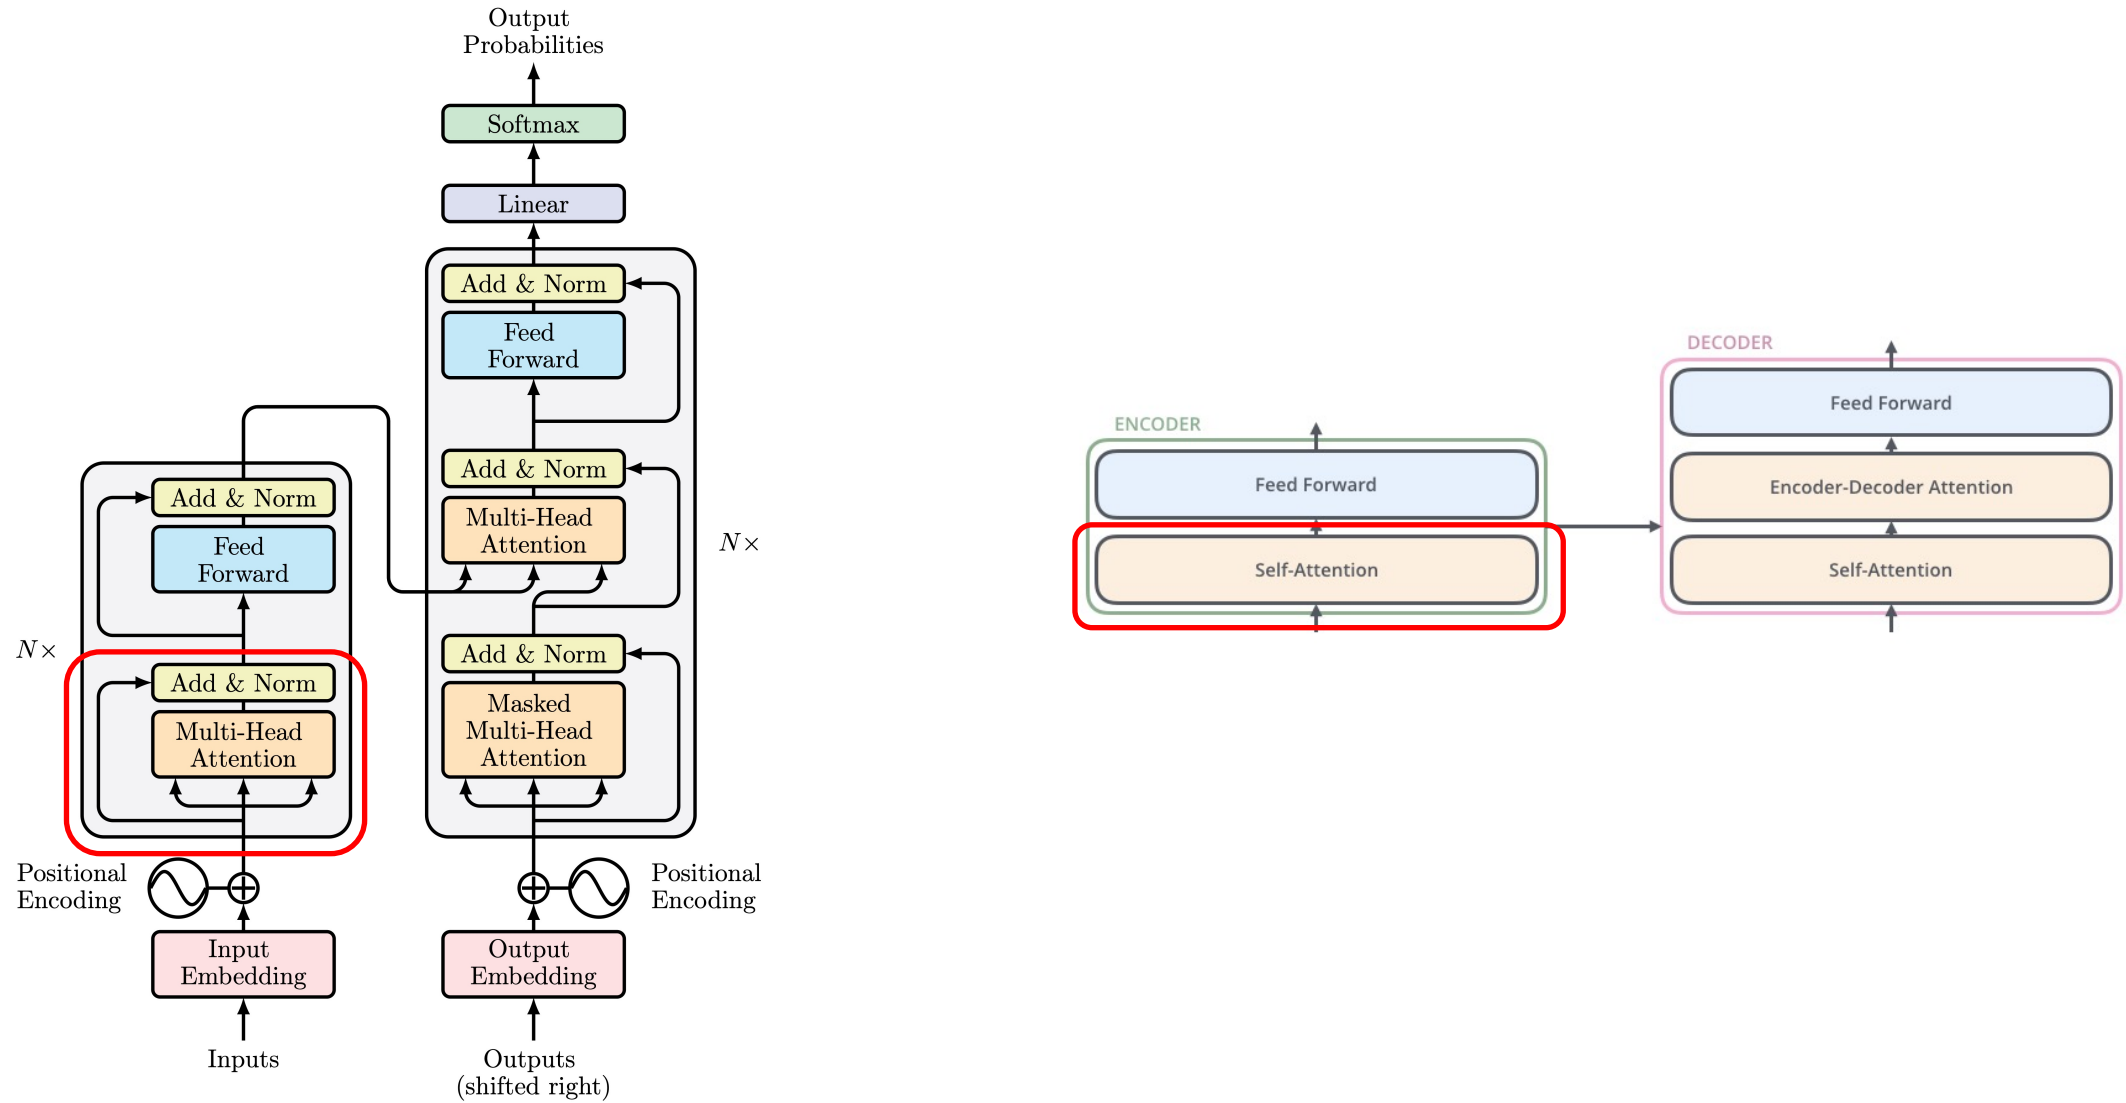 Output
Probabilities
Softmax
Linear
Add & Norm
Feed
Forward
Add & Norm
Multi-Head
Attention
N×
Add & Norm
Masked
Multi-Head
Attention
Add & Norm
Feed
Forward
N×
Add & Norm
Multi-Head
Attention
Positional
Encoding
Positional
Encoding
Input
Embedding
Output
Embedding
Inputs
Outputs
(shifted right)
ENCODER
Feed Forward
Self-Attention
DECODER
Feed Forward
Encoder-Decoder Attention
Self-Attention